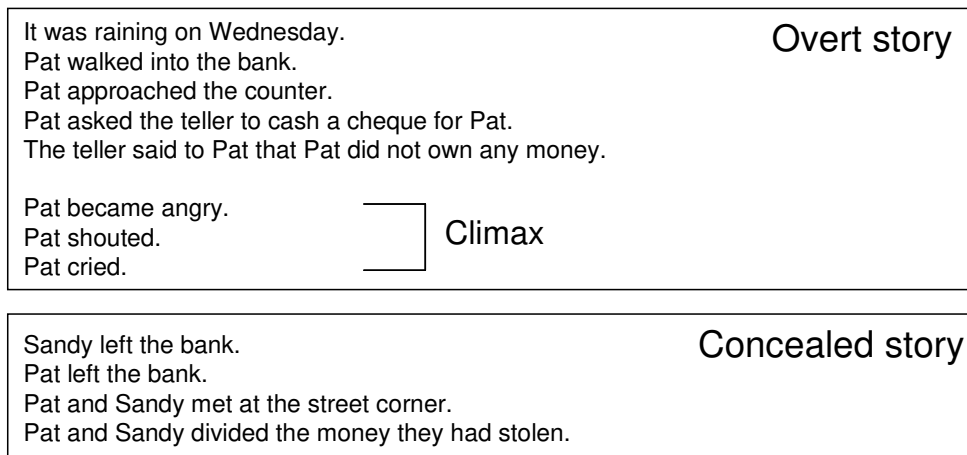 It was raining on Wednesday.
Overt story
Pat walked into the bank.
Pat approached the counter.
Pat asked the teller to cash a cheque for Pat.
The teller said to Pat that Pat did not own any money.
Pat became angry.
Pat shouted.
Climax
Pat cried.
Sandy left the bank.
Concealed story
Pat left the bank.
Pat and Sandy met at the street corner.
Pat and Sandy divided the money they had stolen.